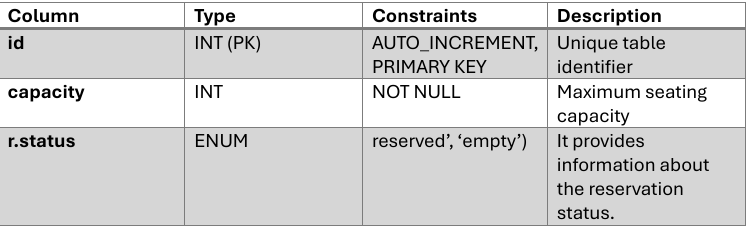 Column Type Constraints Description
id INT (PK) AUTO_INCREMENT, Unique table
PRIMARY KEY identifier
capacity INT NOT NULL Maximum seating
capacity
r.status ENUM reserved’, ‘empty’) It provides
information about
the reservation
status.